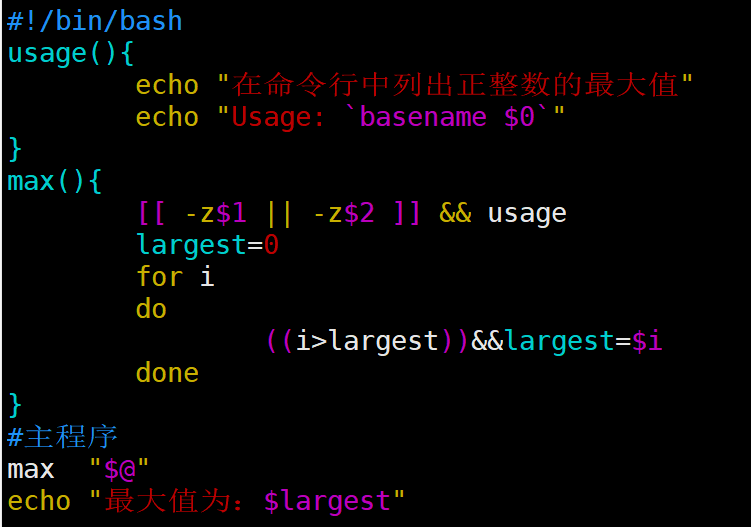 #!/bin/bash
usage(){
        echo "在命令行中列出正整数的最大值"
        echo "Usage: `basename $0`"
}
max(){
        [[ -z$1 || -z$2 ]] && usage
        largest=0
        for i
        do
                ((i>largest))&&largest=$i
        done
}
#主程序
max  "$@"
echo "最大值为：$largest"